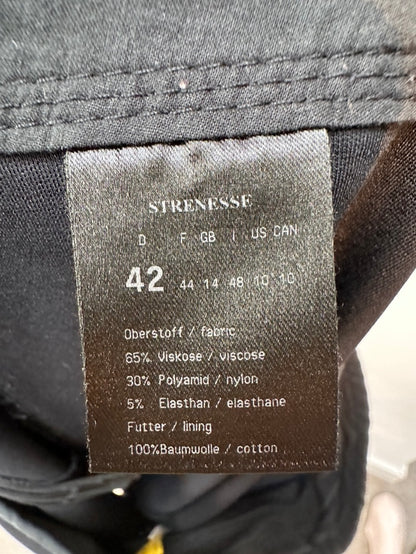 STRENESSE
D F GB I US CAN
42 44 14 48 10 10
Oberstoff / fabric
65% Viskose / viscose
30% Polyamid / nylon
5% Elasthan / elasthane
Futter / lining
100%Baumwolle / cotton